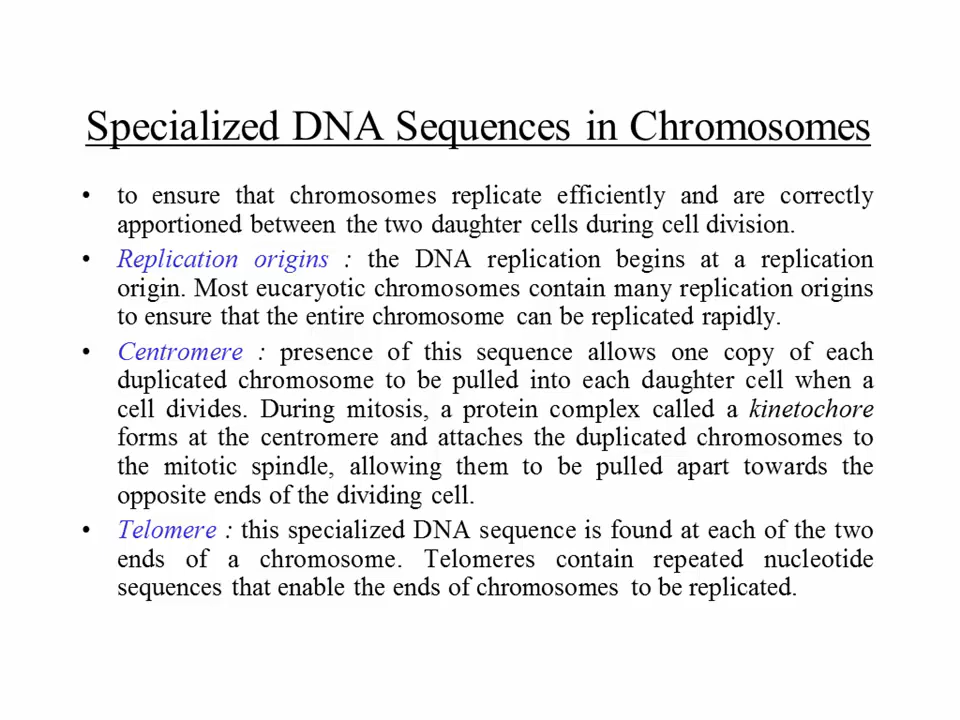 Specialized DNA Sequences in Chromosomes
• to ensure that chromosomes replicate efficiently and are correctly
apportioned between the two daughter cells during cell division.
• Replication origins : the DNA replication begins at a replication
origin. Most eucaryotic chromosomes contain many replication origins
to ensure that the entire chromosome can be replicated rapidly.
• Centromere : presence of this sequence allows one copy of each
duplicated chromosome to be pulled into each daughter cell when a
cell divides. During mitosis, a protein complex called a kinetochore
forms at the centromere and attaches the duplicated chromosomes to
the mitotic spindle, allowing them to be pulled apart towards the
opposite ends of the dividing cell.
• Telomere : this specialized DNA sequence is found at each of the two
ends of a chromosome. Telomeres contain repeated nucleotide
sequences that enable the ends of chromosomes to be replicated.